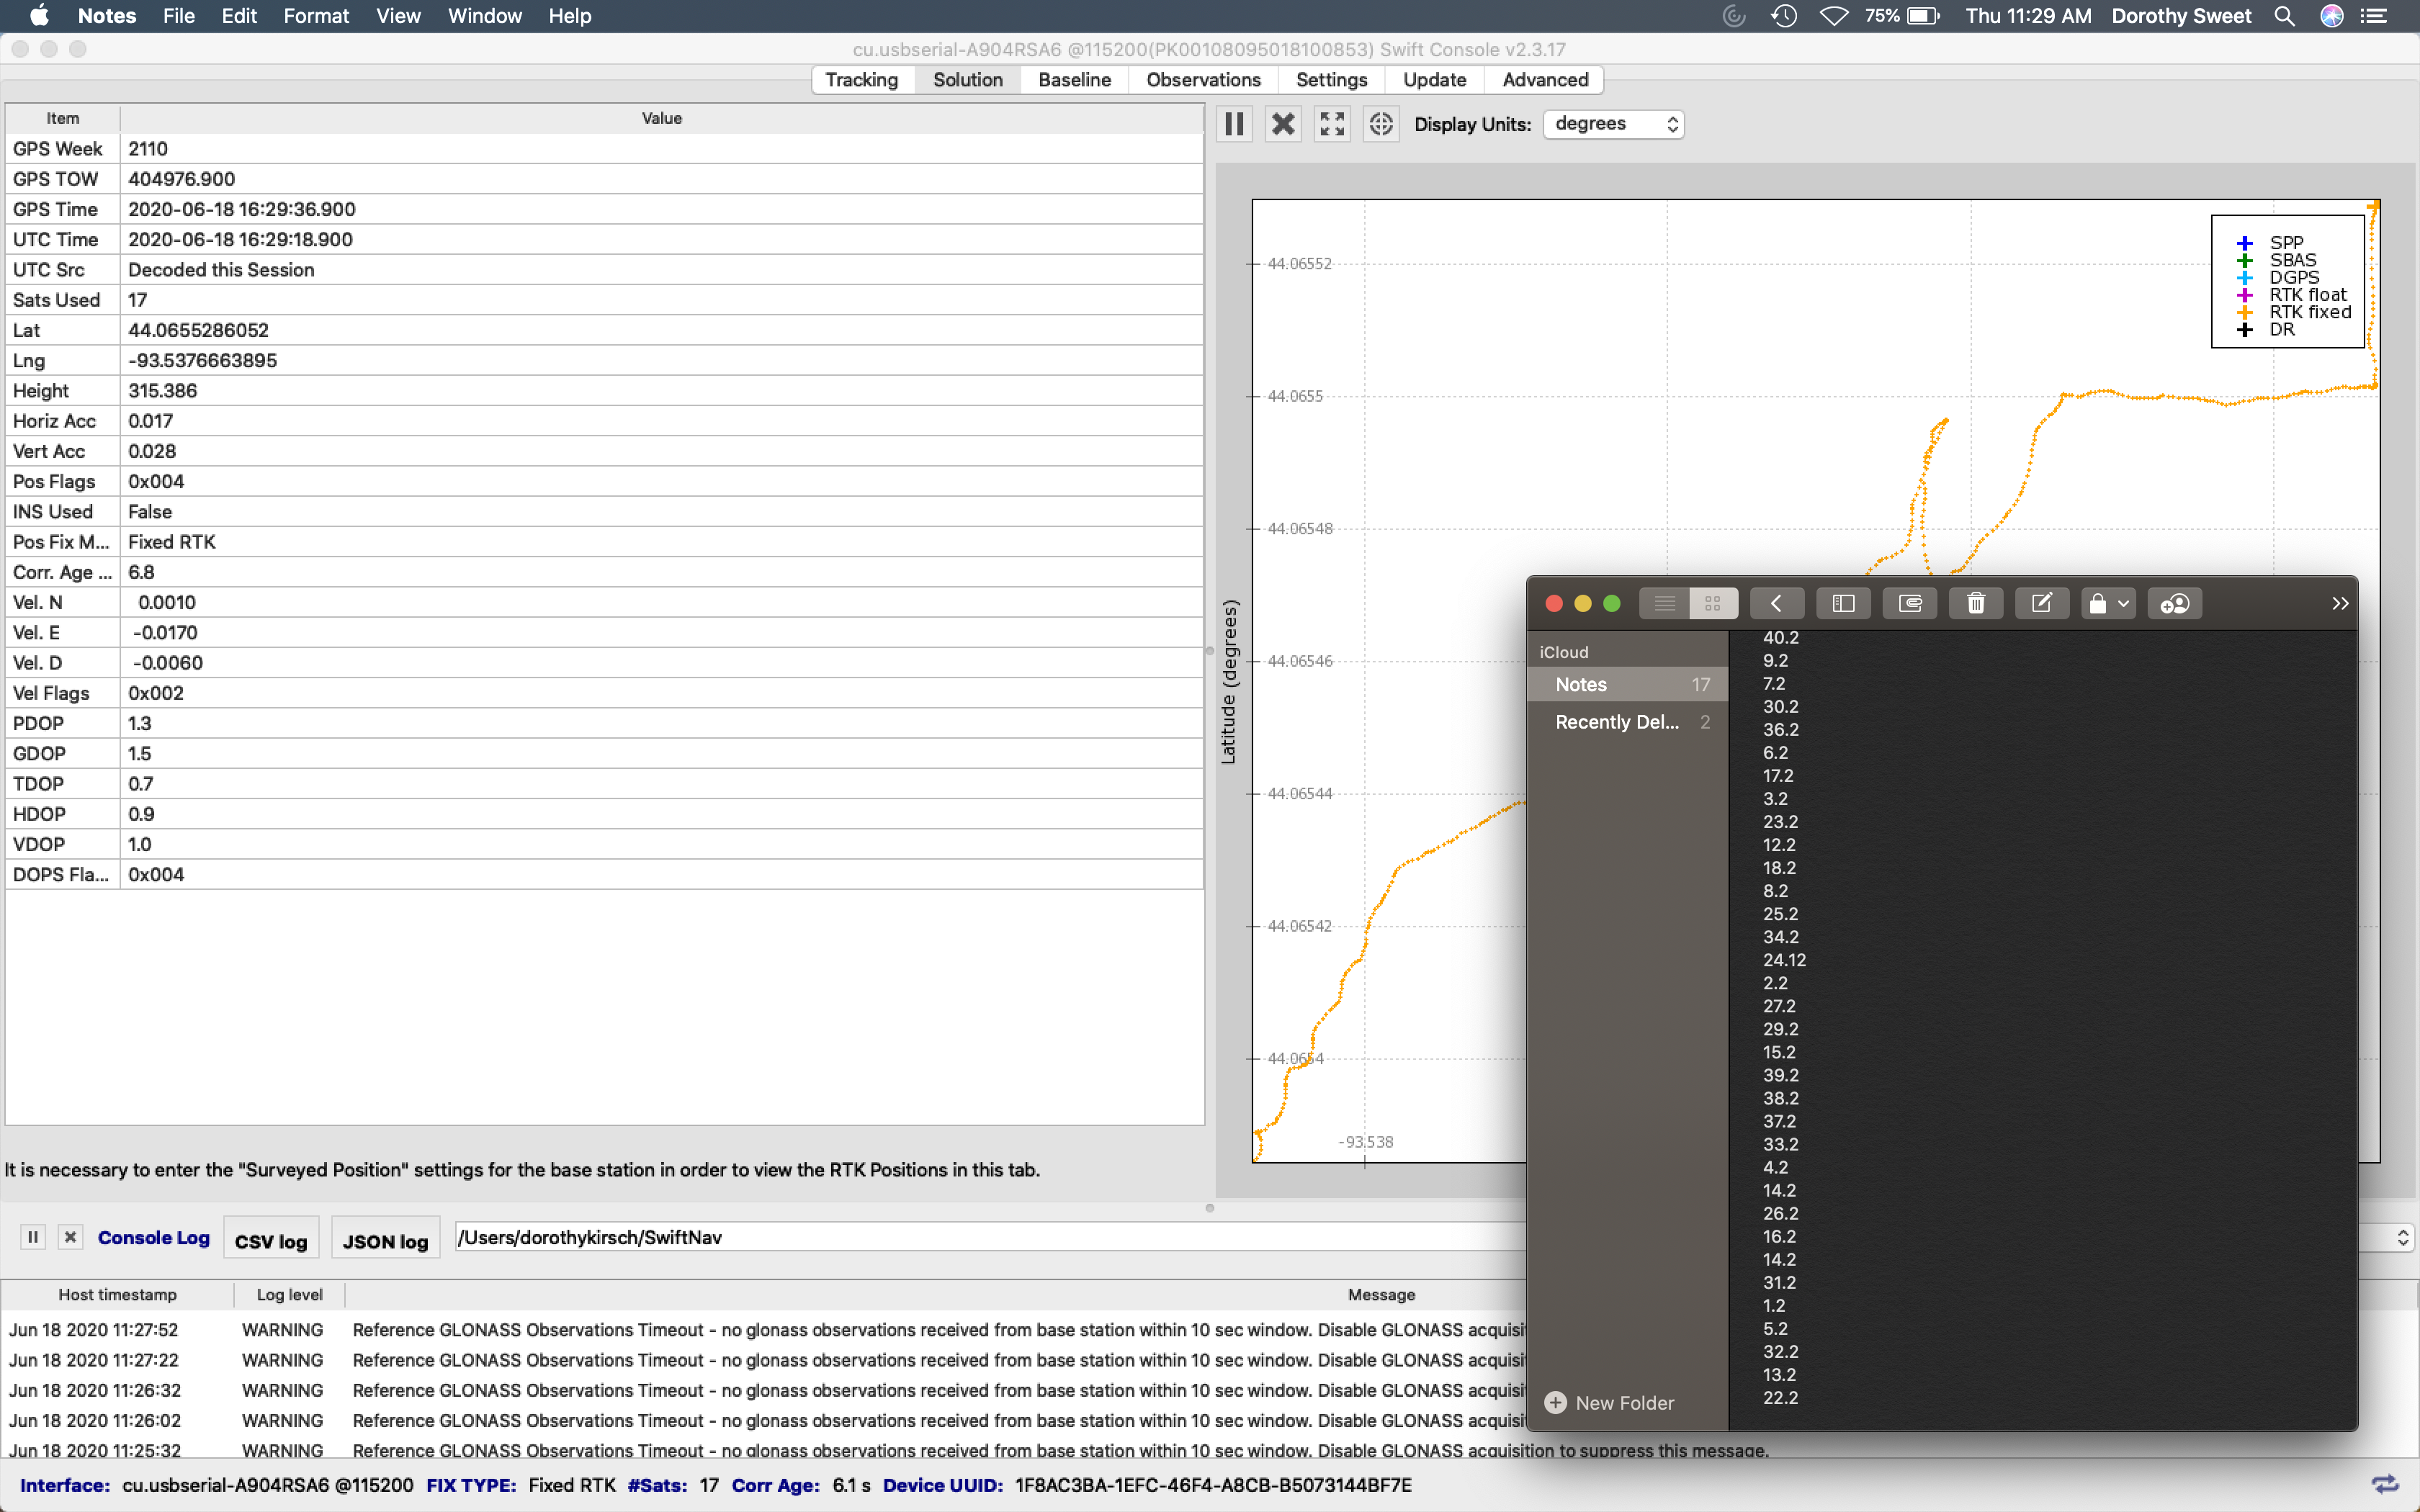 Notes File Edit Format View Window Help 75% Thu 11:29 AM Dorothy Sweet
cu.usbserial-A904RSA6 @115200(PK00108095018100853) Swift Console v2.3.17
Tracking Solution Baseline Observations Settings Update Advanced
Item Value
GPS Week 2110
GPS TOW 404976.900
GPS Time 2020-06-18 16:29:36.900
UTC Time 2020-06-18 16:29:18.900
UTC Src Decoded this Session
Sats Used 17
Lat 44.0655286052
Lng -93.5376663895
Height 315.386
Horiz Acc 0.017
Vert Acc 0.028
Pos Flags 0x004
INS Used False
Pos Fix M... Fixed RTK
Corr. Age ... 6.8
Vel. N 0.0010
Vel. E -0.0170
Vel. D -0.0060
Vel Flags 0x002
PDOP 1.3
GDOP 1.5
TDOP 0.7
HDOP 0.9
VDOP 1.0
DOPS Fla... 0x004
It is necessary to enter the "Surveyed Position" settings for the base station in order to view the RTK Positions in this tab.
Display Units: degrees
SPP
SBAS
DGPS
RTK float
RTK fixed
DR
44.06552
44.0655
44.06548
44.06546
44.06544
44.06542
44.0654
Latitude (degrees)
-93.538
iCloud
Notes 17
Recently Del... 2
New Folder
40.2
9.2
7.2
30.2
36.2
6.2
17.2
3.2
23.2
12.2
18.2
8.2
25.2
34.2
24.12
2.2
27.2
29.2
15.2
39.2
38.2
37.2
33.2
4.2
14.2
26.2
16.2
14.2
31.2
1.2
5.2
32.2
13.2
22.2
Console Log CSV log JSON log /Users/dorothykirsch/SwiftNav
Host timestamp Log level Message
Jun 18 2020 11:27:52 WARNING Reference GLONASS Observations Timeout - no glonass observations received from base station within 10 sec window. Disable GLONASS acquisi
Jun 18 2020 11:27:22 WARNING Reference GLONASS Observations Timeout - no glonass observations received from base station within 10 sec window. Disable GLONASS acquisi
Jun 18 2020 11:26:32 WARNING Reference GLONASS Observations Timeout - no glonass observations received from base station within 10 sec window. Disable GLONASS acquisi
Jun 18 2020 11:26:02 WARNING Reference GLONASS Observations Timeout - no glonass observations received from base station within 10 sec window. Disable GLONASS acquisi
Jun 18 2020 11:25:32 WARNING Reference GLONASS Observations Timeout - no glonass observations received from base station within 10 sec window. Disable GLONASS acquisition to suppress this message.
Interface: cu.usbserial-A904RSA6 @115200 FIX TYPE: Fixed RTK #Sats: 17 Corr Age: 6.1 s Device UUID: 1F8AC3BA-1EFC-46F4-A8CB-B5073144BF7E